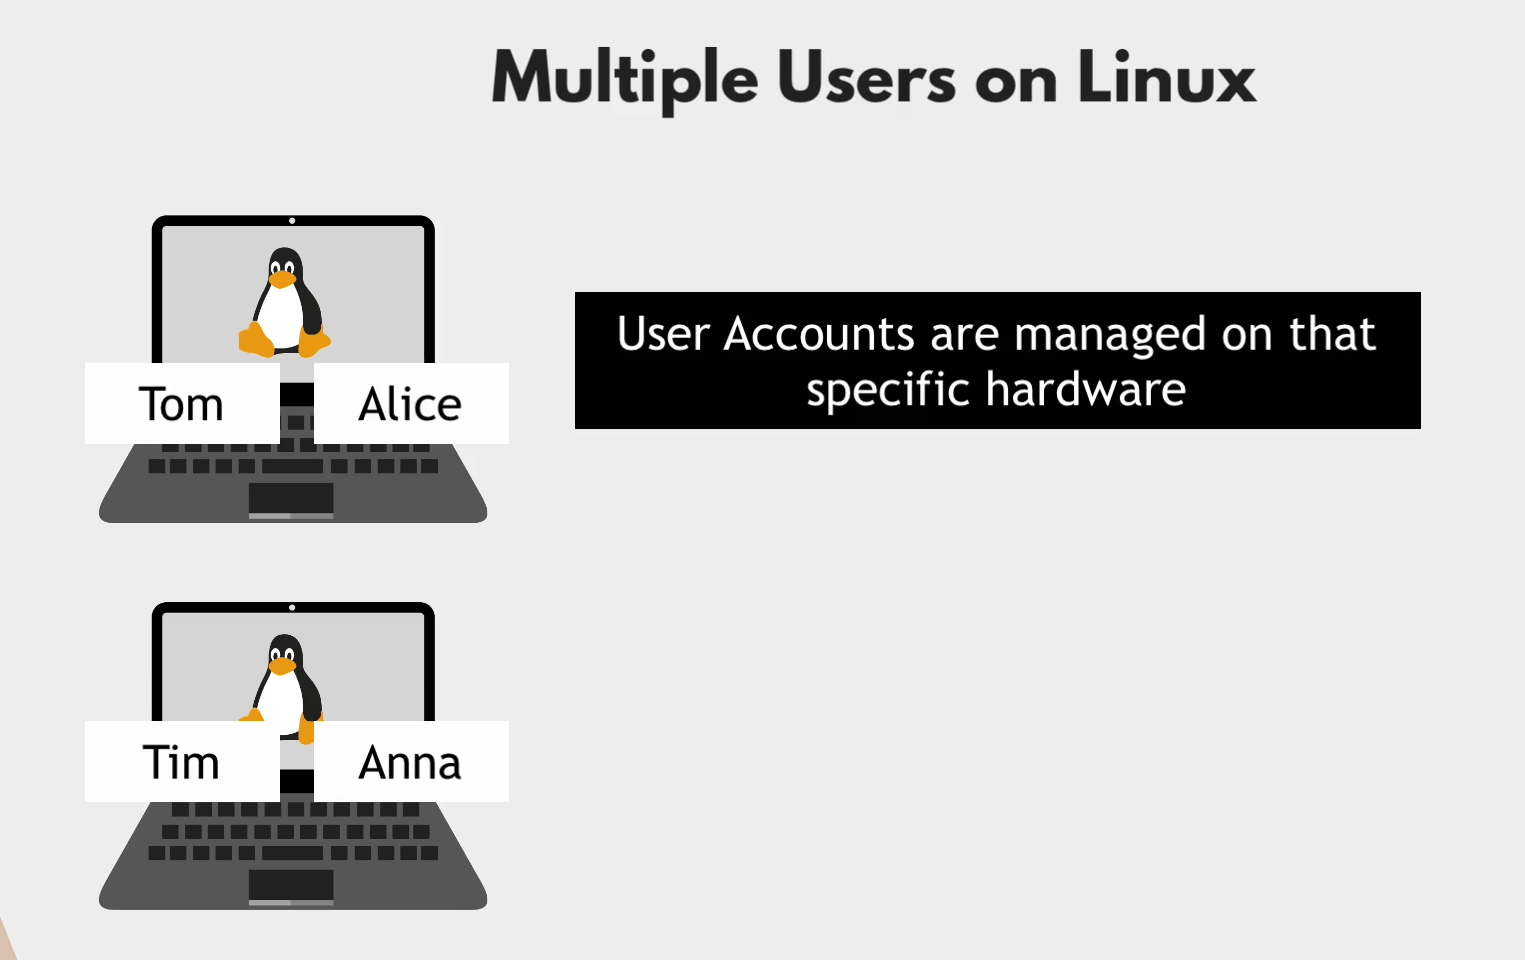 Multiple Users on Linux
User Accounts are managed on that
specific hardware
Tom
Alice
Tim
Anna